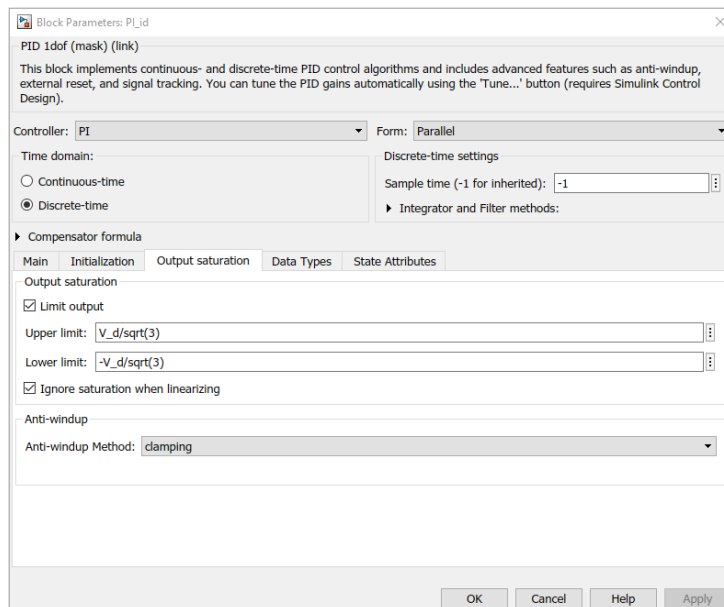 Block Parameters: PI_id
PID 1dof (mask) (link)
This block implements continuous- and discrete-time PID control algorithms and includes advanced features such as anti-windup,
external reset, and signal tracking. You can tune the PID gains automatically using the 'Tune...' button (requires Simulink Control
Design).
Controller: PI Form: Parallel
Time domain: Discrete-time settings
Continuous-time Sample time (-1 for inherited): -1
Discrete-time Integrator and Filter methods:
Compensator formula
Main Initialization Output saturation Data Types State Attributes
Output saturation
Limit output
Upper limit: V_d/sqrt(3)
Lower limit: -V_d/sqrt(3)
Ignore saturation when linearizing
Anti-windup
Anti-windup Method: clamping
OK Cancel Help Apply